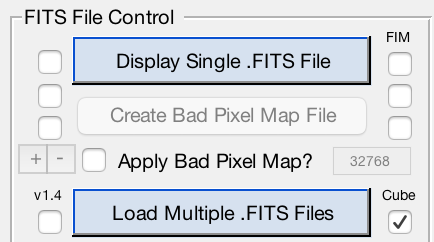 FITS File Control
FIM
Display Single .FITS File
Create Bad Pixel Map File
+ - Apply Bad Pixel Map? 32768
v1.4 Cube
Load Multiple .FITS Files